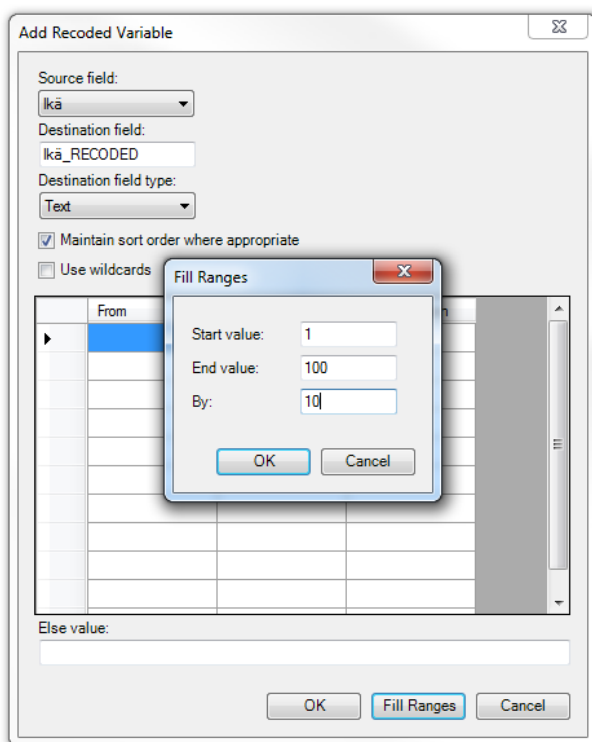 Add Recoded Variable
Source field:
Ikä
Destination field:
Ikä_RECODED
Destination field type:
Text
Maintain sort order where appropriate
Use wildcards
From
Fill Ranges
Start value: 1
End value: 100
By: 10
OK Cancel
Else value:
OK Fill Ranges Cancel